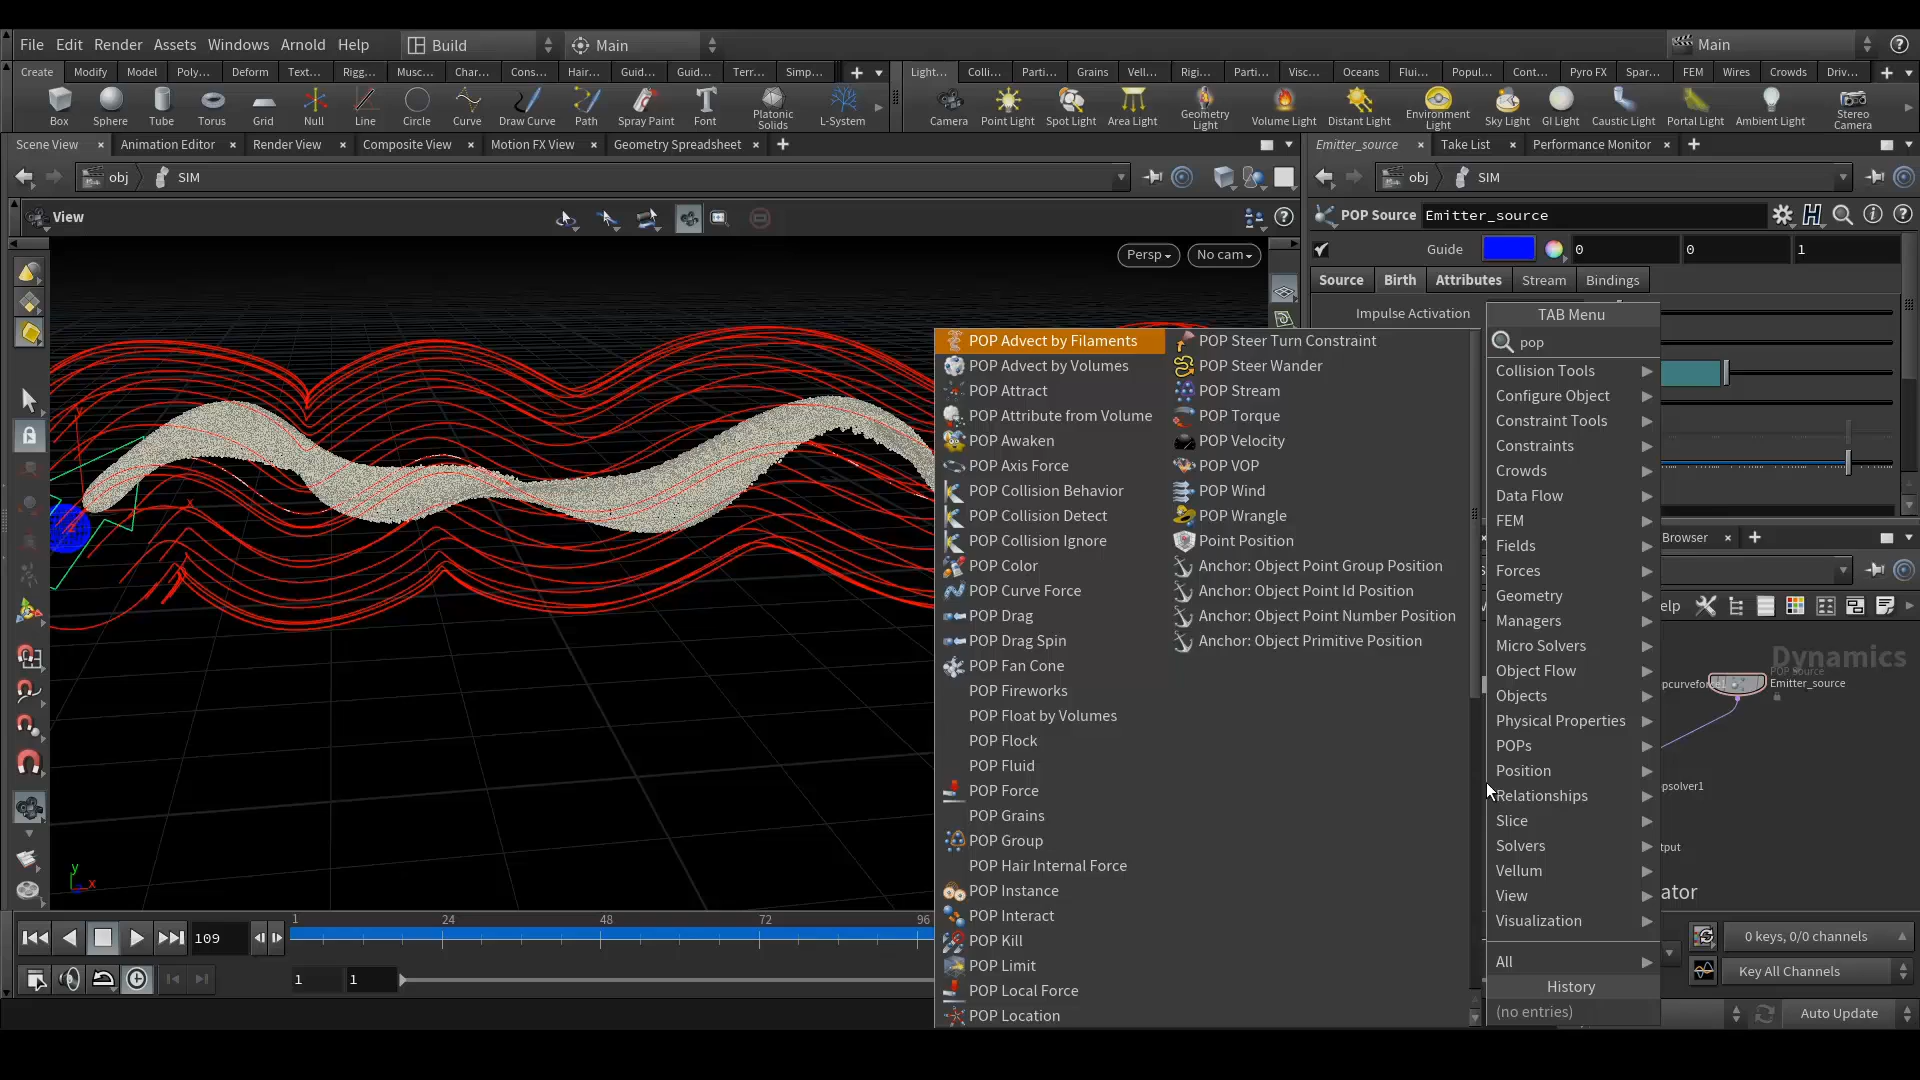 File Edit Render Assets Windows Arnold Help Build Main Main
Create Modify Model Poly... Deform Text... Rigg... Musc... Char... Cons... Hair... Guid... Guid... Terr... Simp... Light... Colli... Parti... Grains Vell... Rigi... Parti... Visc... Oceans Flui... Popul... Cont... Pyro FX Spar... FEM Wires Crowds Driv...
Box Sphere Tube Torus Grid Null Line Circle Curve Draw Curve Path Spray Paint Font Platonic Solids L-System Camera Point Light Spot Light Area Light Geometry Light Volume Light Distant Light Environment Light Sky Light GI Light Caustic Light Portal Light Ambient Light Stereo Camera
Scene View Animation Editor Render View Composite View Motion FX View Geometry Spreadsheet Emitter_source Take List Performance Monitor
obj SIM obj SIM
View POP Source Emitter_source
Persp No cam Guide 0 0 1
Source Birth Attributes Stream Bindings
Impulse Activation
TAB Menu
pop
Collision Tools
Configure Object
Constraint Tools
Constraints
Crowds
Data Flow
FEM
Fields
Forces
Geometry
Managers
Micro Solvers
Object Flow
Objects
Physical Properties
POPs
Position
Relationships
Slice
Solvers
Vellum
View
Visualization
All
History
(no entries)
POP Advect by Filaments
POP Advect by Volumes
POP Attract
POP Attribute from Volume
POP Awaken
POP Axis Force
POP Collision Behavior
POP Collision Detect
POP Collision Ignore
POP Color
POP Curve Force
POP Drag
POP Drag Spin
POP Fan Cone
POP Fireworks
POP Float by Volumes
POP Flock
POP Fluid
POP Force
POP Grains
POP Group
POP Hair Internal Force
POP Instance
POP Interact
POP Kill
POP Limit
POP Local Force
POP Location
POP Steer Turn Constraint
POP Steer Wander
POP Stream
POP Torque
POP Velocity
POP VOP
POP Wind
POP Wrangle
Point Position
Anchor: Object Point Group Position
Anchor: Object Point Id Position
Anchor: Object Point Number Position
Anchor: Object Primitive Position
Browser
elp
Dynamics
POP Source
pcurveforce1 Emitter_source
psolver1
tput
ator
y
x
1 24 48 72 96
109
1 1
0 keys, 0/0 channels
Key All Channels
Auto Update